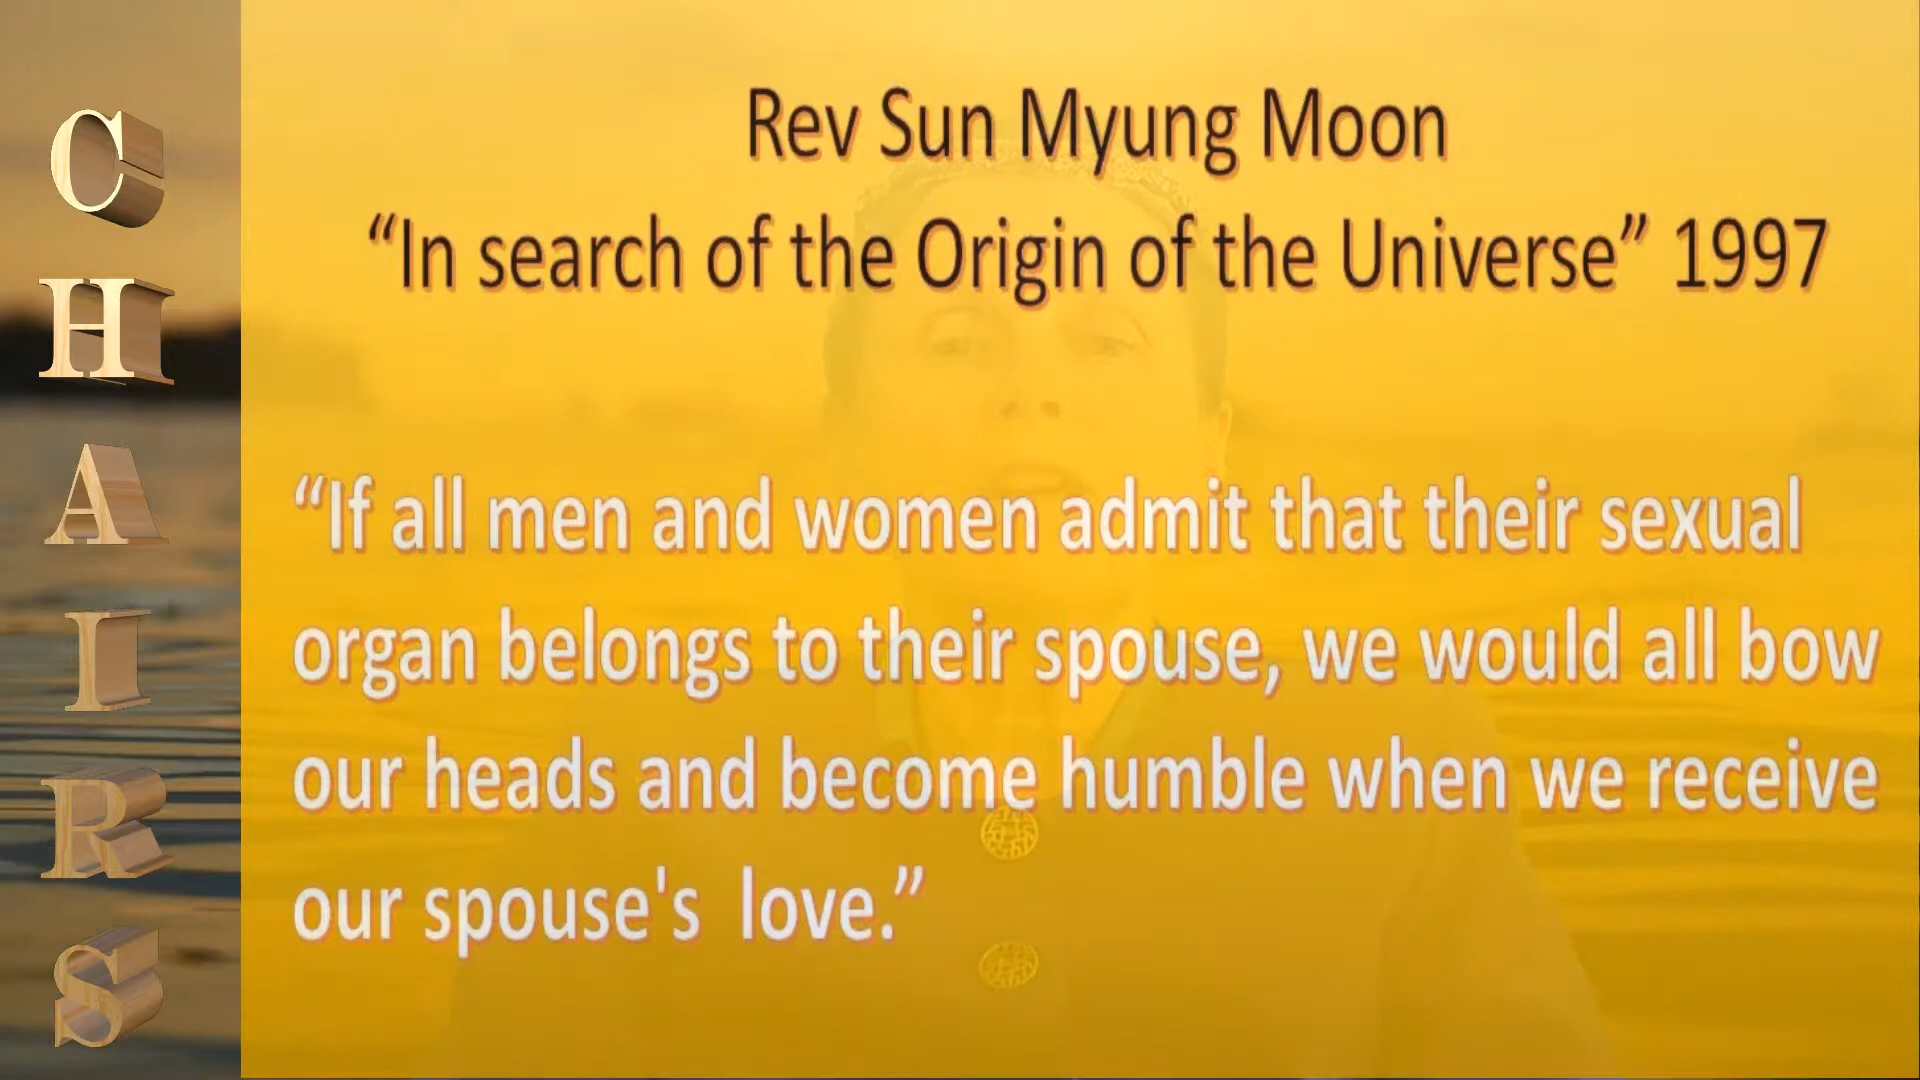 CHAIRS
Rev Sun Myung Moon
“In search of the Origin of the Universe” 1997
“If all men and women admit that their sexual
organ belongs to their spouse, we would all bow
our heads and become humble when we receive
our spouse's love.”